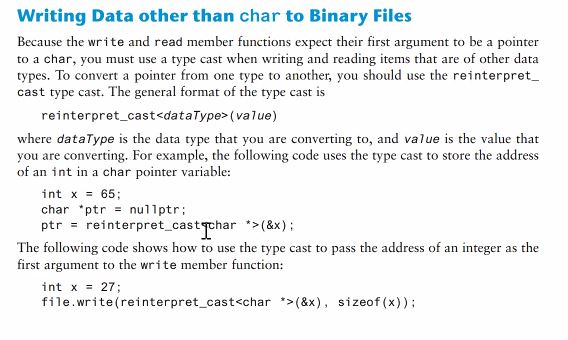 Writing Data other than char to Binary Files
Because the write and read member functions expect their first argument to be a pointer
to a char, you must use a type cast when writing and reading items that are of other data
types. To convert a pointer from one type to another, you should use the reinterpret_
cast type cast. The general format of the type cast is
reinterpret_cast<dataType>(value)
where dataType is the data type that you are converting to, and value is the value that
you are converting. For example, the following code uses the type cast to store the address
of an int in a char pointer variable:
int x = 65;
char *ptr = nullptr;
ptr = reinterpret_cast<char *>(&x);
The following code shows how to use the type cast to pass the address of an integer as the
first argument to the write member function:
int x = 27;
file.write(reinterpret_cast<char *>(&x), sizeof(x));